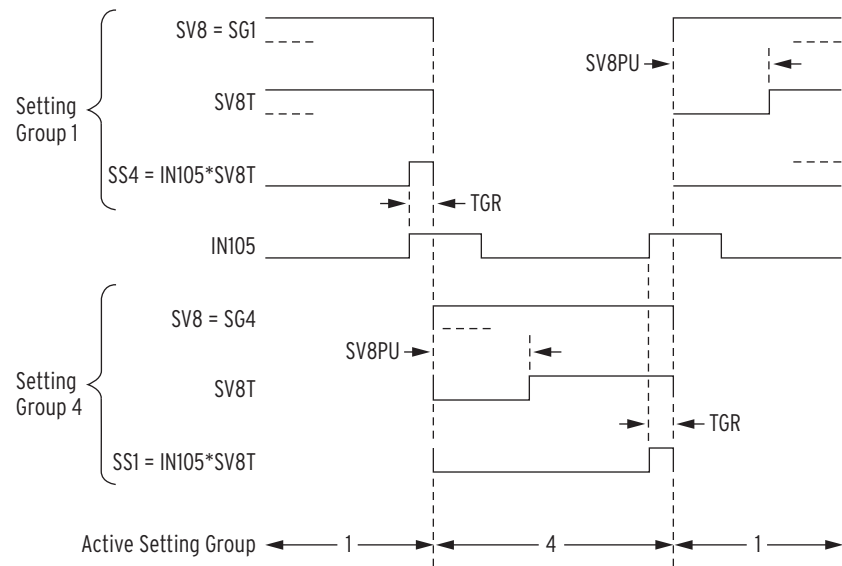 SV8 = SG1
SV8PU
Setting
Group 1
SV8T
SS4 = IN105*SV8T
TGR
IN105
SV8 = SG4
SV8PU
Setting
Group 4
SV8T
TGR
SS1 = IN105*SV8T
Active Setting Group 1 4 1